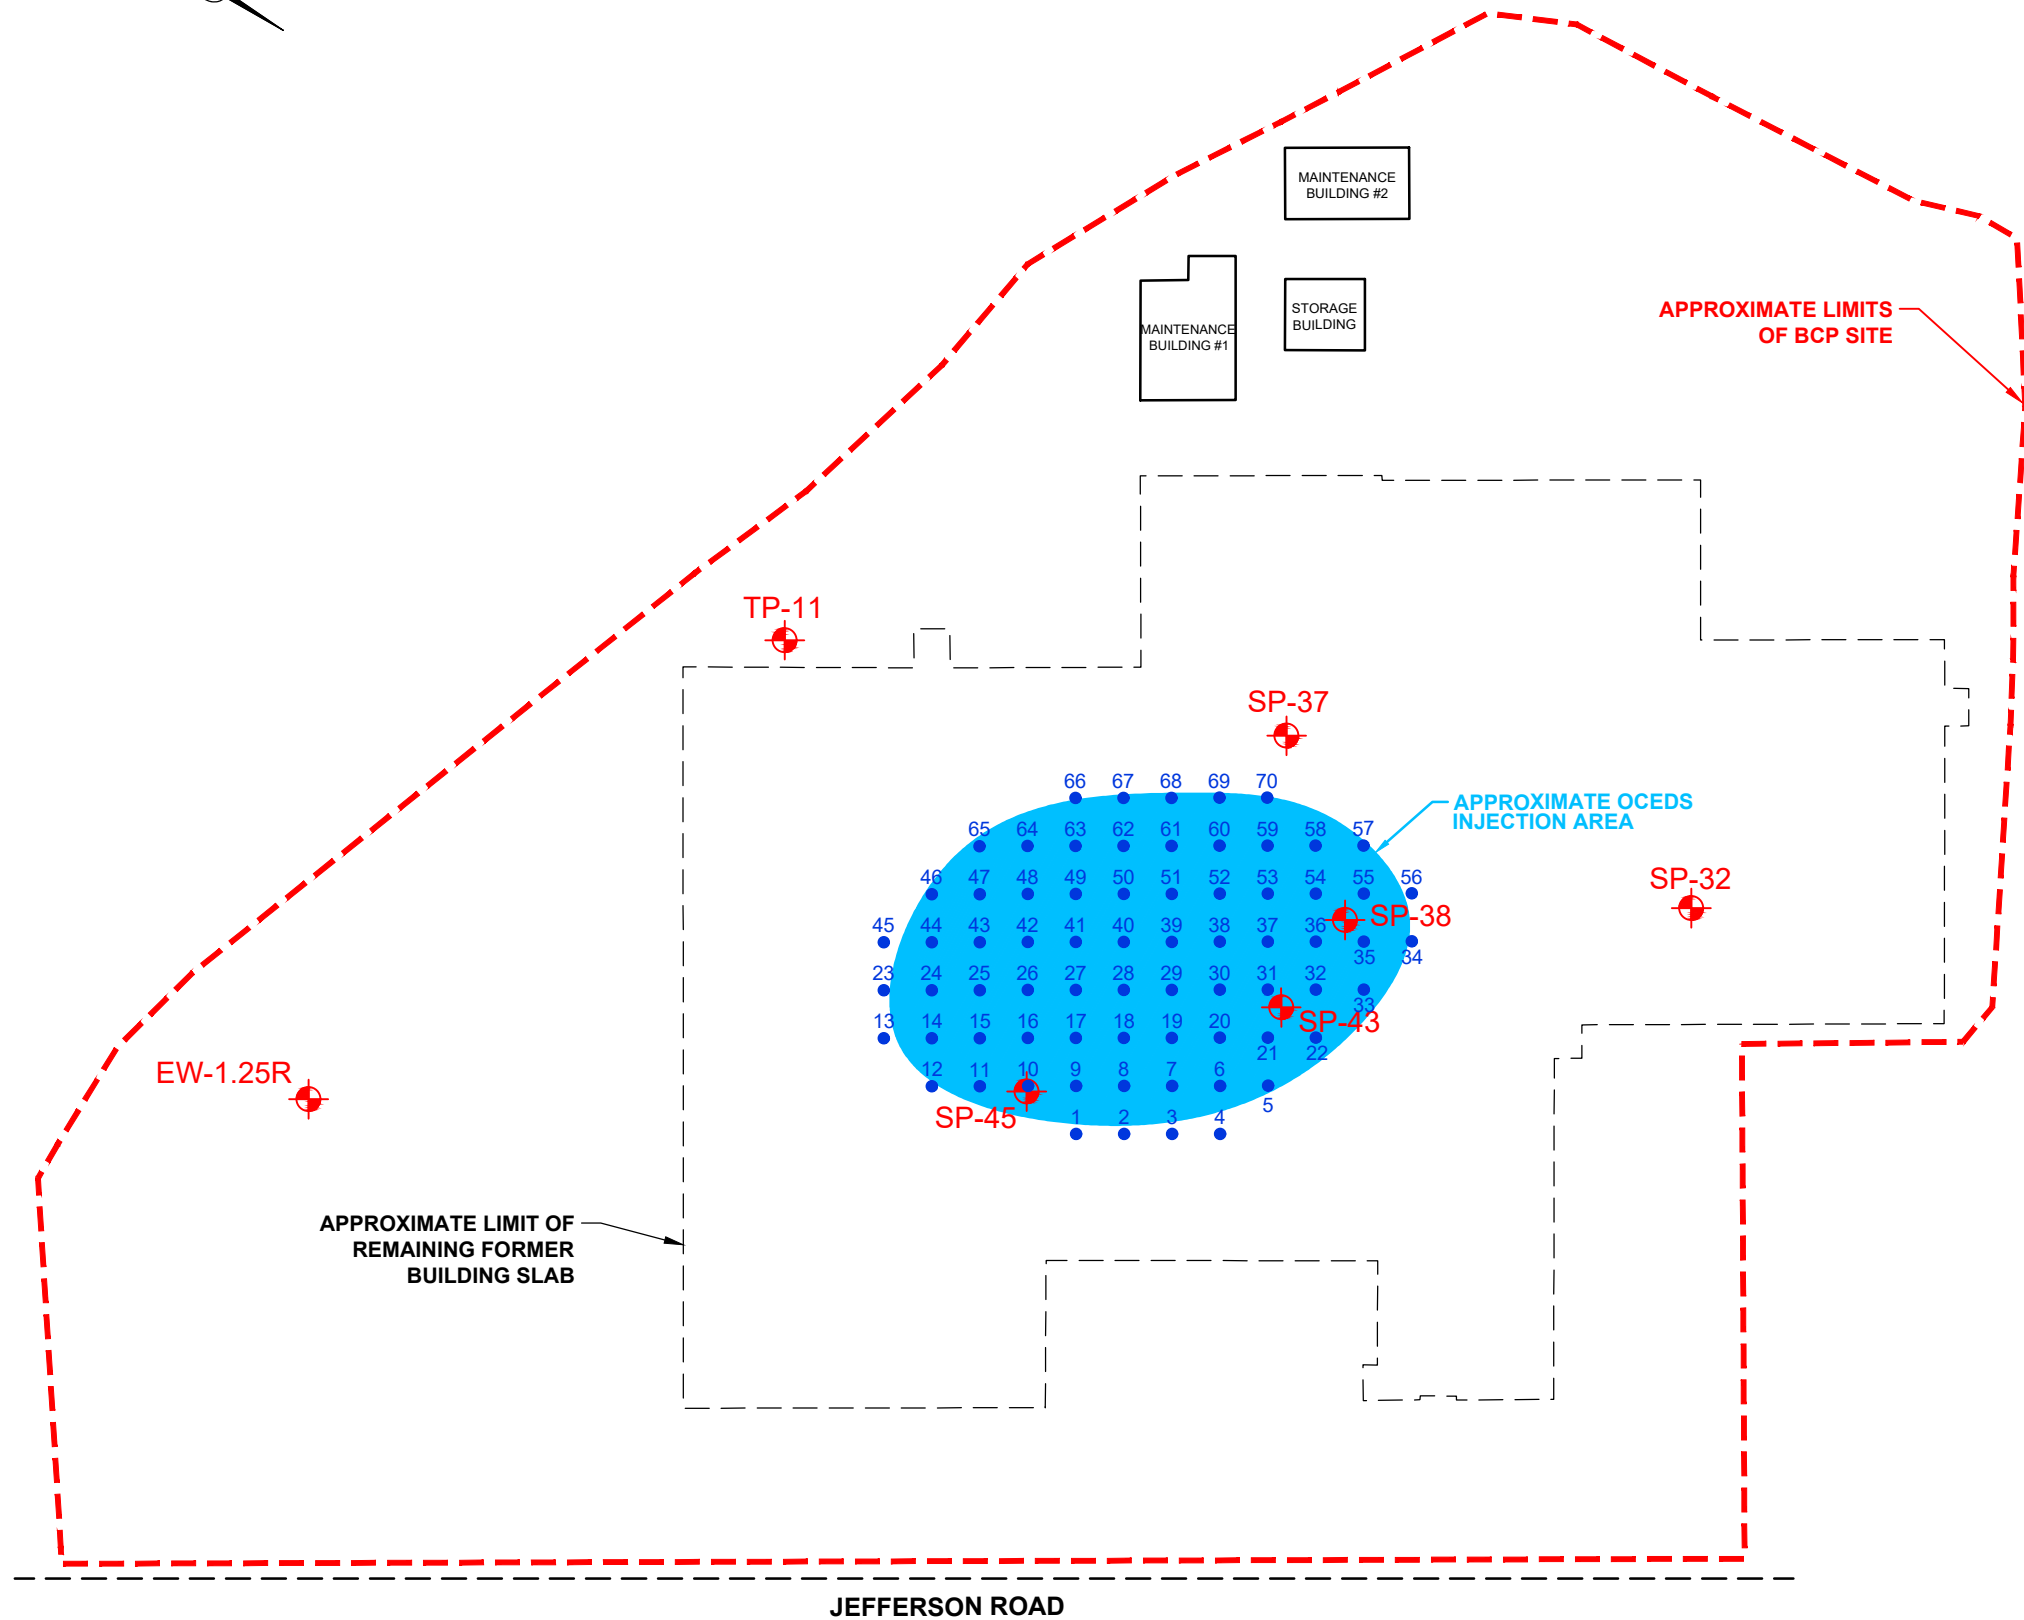 MAINTENANCE
BUILDING #2
MAINTENANCE
BUILDING #1
STORAGE
BUILDING
APPROXIMATE LIMITS
OF BCP SITE
TP-11
SP-37
66 67 68 69 70
APPROXIMATE OCEDS
INJECTION AREA
65 64 63 62 61 60 59 58 57
46 47 48 49 50 51 52 53 54 55 56
SP-32
SP-38
45 44 43 42 41 40 39 38 37 36
35 34
23 24 25 26 27 28 29 30 31 32
33
SP-43
13 14 15 16 17 18 19 20
21 22
EW-1.25R
12 11 10 9 8 7 6
5
SP-45
1 2 3 4
APPROXIMATE LIMIT OF
REMAINING FORMER
BUILDING SLAB
JEFFERSON ROAD